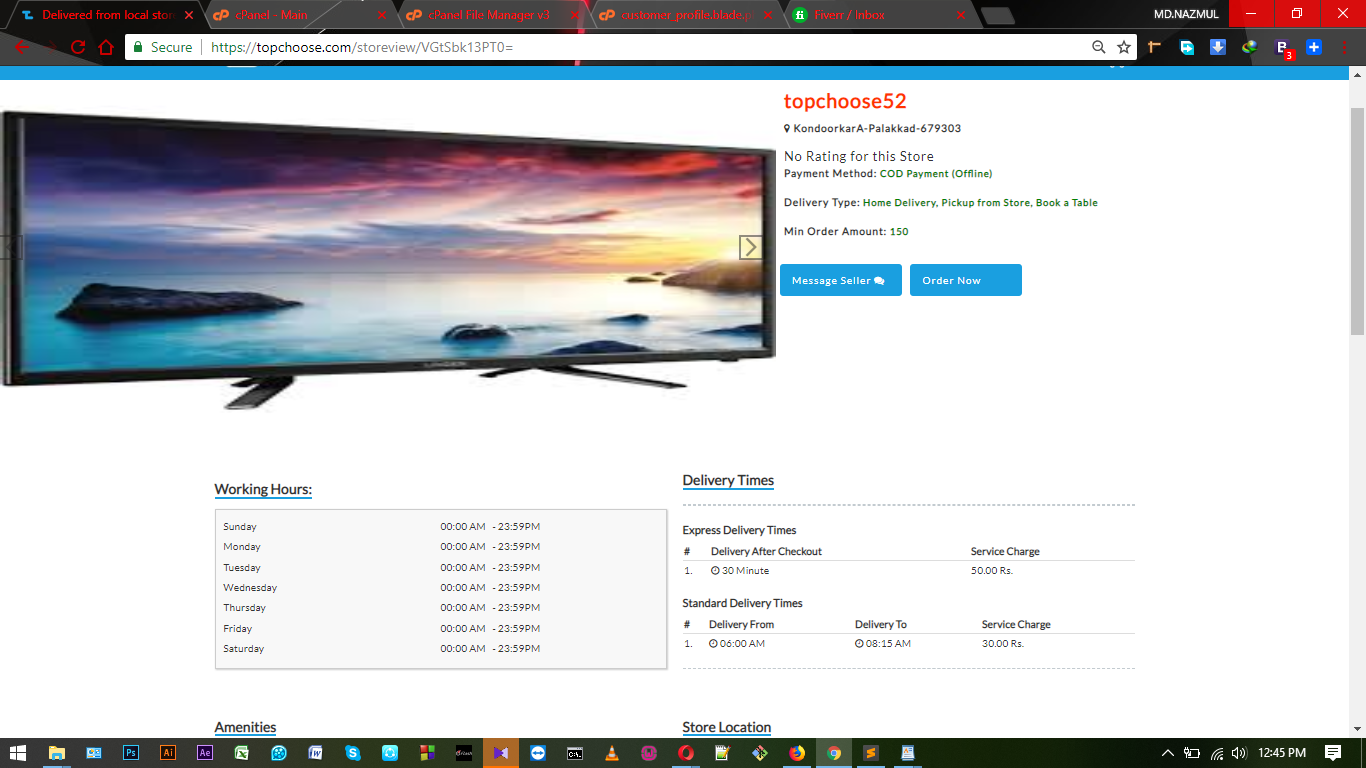 Delivered from local stor
cPanel - Main
cPanel File Manager v3
customer_profile.blade.p
Fiverr / Inbox
MD.NAZMUL
Secure
https://topchoose.com/storeview/VGtSbk13PT0=
3
topchoose52
KondoorkarA-Palakkad-679303
No Rating for this Store
Payment Method: COD Payment (Offline)
Delivery Type: Home Delivery, Pickup from Store, Book a Table
Min Order Amount: 150
Message Seller
Order Now
Working Hours:
Sunday 00:00 AM - 23:59PM
Monday 00:00 AM - 23:59PM
Tuesday 00:00 AM - 23:59PM
Wednesday 00:00 AM - 23:59PM
Thursday 00:00 AM - 23:59PM
Friday 00:00 AM - 23:59PM
Saturday 00:00 AM - 23:59PM
Delivery Times
Express Delivery Times
# Delivery After Checkout Service Charge
1. 30 Minute 50.00 Rs.
Standard Delivery Times
# Delivery From Delivery To Service Charge
1. 06:00 AM 08:15 AM 30.00 Rs.
Amenities
Store Location
12:45 PM